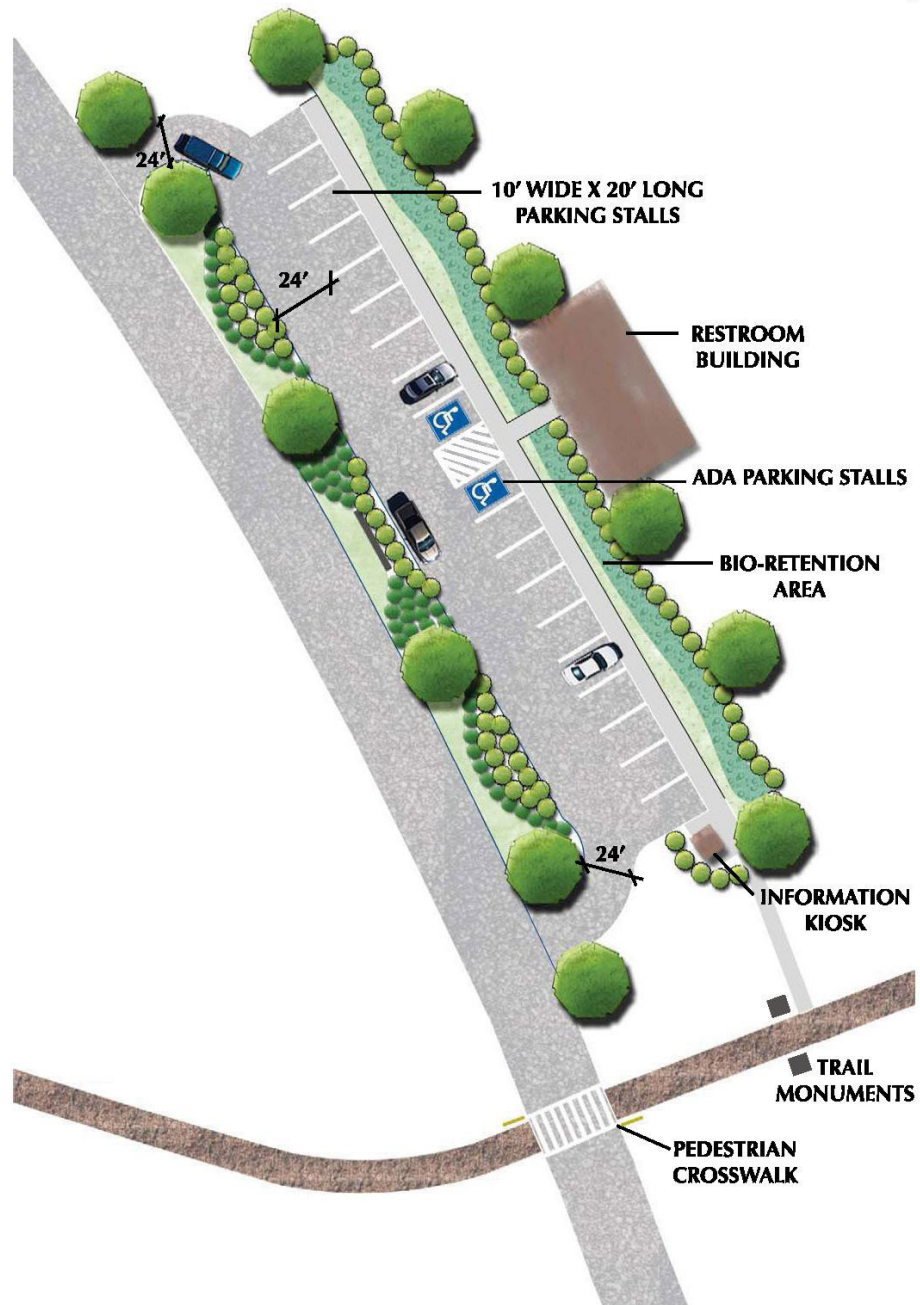 24'
10' WIDE X 20' LONG
PARKING STALLS
24'
RESTROOM
BUILDING
ADA PARKING STALLS
BIO-RETENTION
AREA
24'
INFORMATION
KIOSK
TRAIL
MONUMENTS
PEDESTRIAN
CROSSWALK